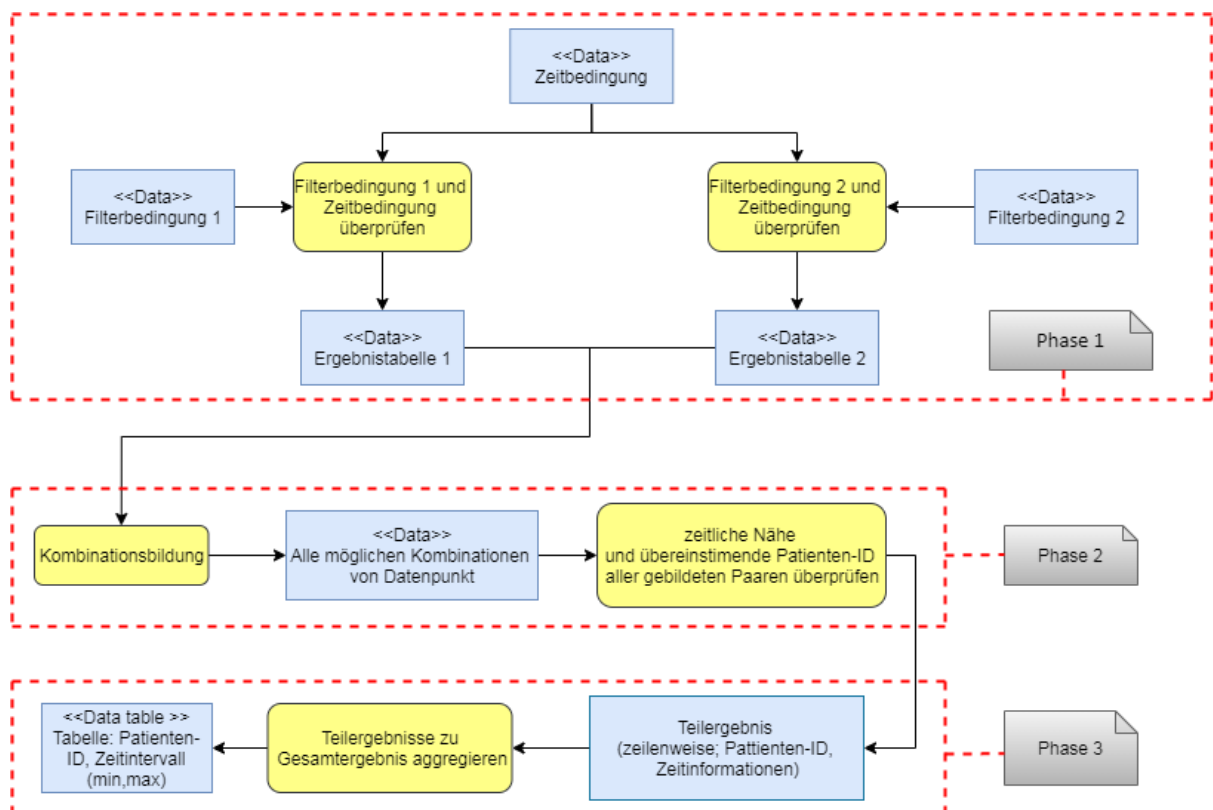 <<Data>>
Zeitbedingung
<<Data>>
Filterbedingung 1
Filterbedingung 1 und
Zeitbedingung
überprüfen
Filterbedingung 2 und
Zeitbedingung
überprüfen
<<Data>>
Filterbedingung 2
<<Data>>
Ergebnistabelle 1
<<Data>>
Ergebnistabelle 2
Phase 1
Kombinationsbildung
<<Data>>
Alle möglichen Kombinationen
von Datenpunkt
zeitliche Nähe
und übereinstimende Patienten-ID
aller gebildeten Paaren überprüfen
Phase 2
<<Data table >>
Tabelle: Patienten-
ID, Zeitintervall
(min,max)
Teilergebnisse zu
Gesamtergebnis aggregieren
Teilergebnis
(zeilenweise; Pattienten-ID,
Zeitinformationen)
Phase 3